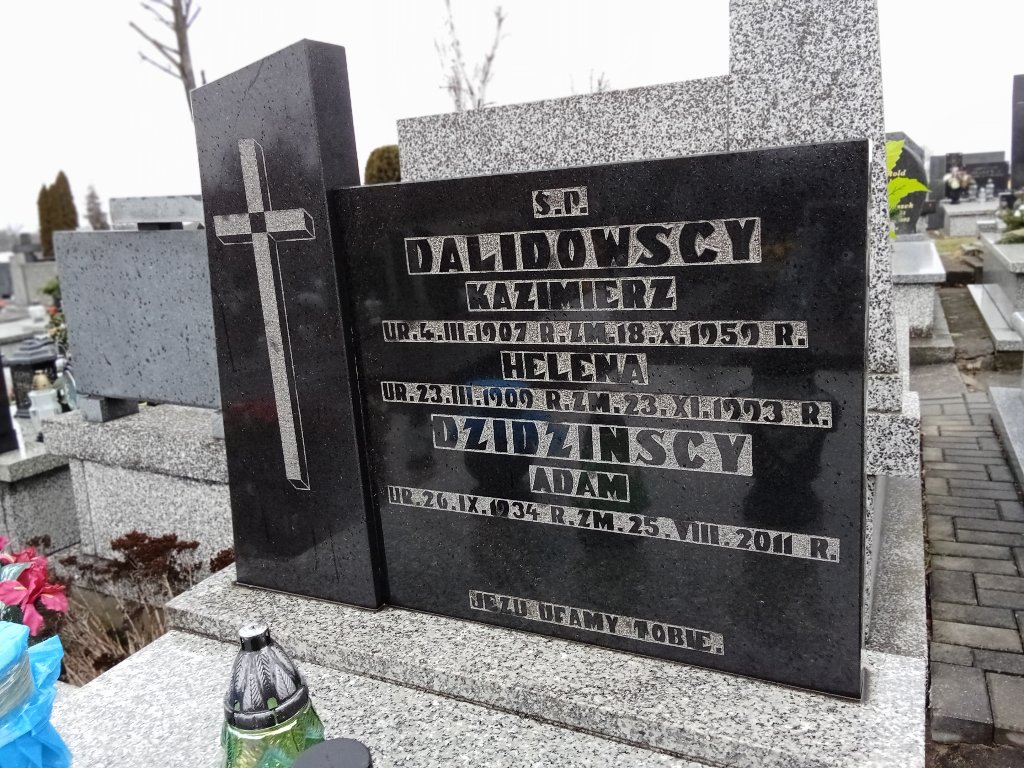 Ś.P.
DALIDOWSCY
KAZIMIERZ
UR. 4. III. 1907 R. ZM. 18. X. 1959 R.
HELENA
UR. 23. III. 1909 R. ZM. 23. XI. 1993 R.
DZIDZINSCY
ADAM
UR. 26. IX. 1934 R. ZM. 25. VIII. 2011 R.
JEZU UFAMY TOBIE.